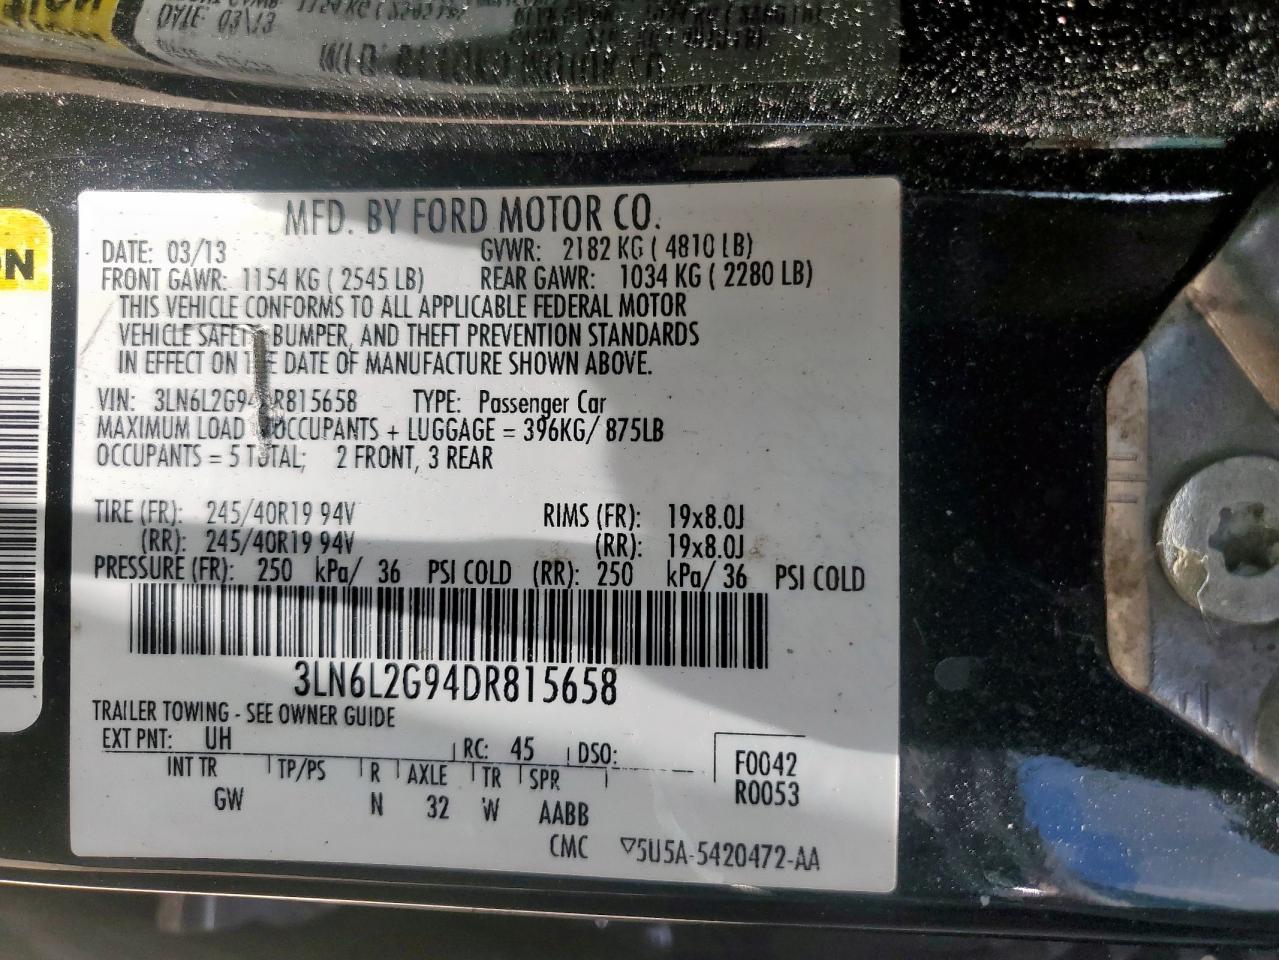 DATE: 03/13
MFD. BY FORD MOTOR CO.
DATE: 03/13 GVWR: 2182 KG ( 4810 LB)
FRONT GAWR: 1154 KG ( 2545 LB) REAR GAWR: 1034 KG ( 2280 LB)
THIS VEHICLE CONFORMS TO ALL APPLICABLE FEDERAL MOTOR
VEHICLE SAFETY BUMPER, AND THEFT PREVENTION STANDARDS
IN EFFECT ON THE DATE OF MANUFACTURE SHOWN ABOVE.
VIN: 3LN6L2G94DR815658 TYPE: Passenger Car
MAXIMUM LOAD OCCUPANTS + LUGGAGE = 396KG/ 875LB
OCCUPANTS = 5 TOTAL; 2 FRONT, 3 REAR
TIRE (FR): 245/40R19 94V RIMS (FR): 19x8.0J
(RR): 245/40R19 94V (RR): 19x8.0J
PRESSURE (FR): 250 kPa/ 36 PSI COLD (RR): 250 kPa/ 36 PSI COLD
3LN6L2G94DR815658
TRAILER TOWING - SEE OWNER GUIDE
EXT PNT: UH RC: 45 DSO:
INT TR TP/PS R AXLE TR SPR F0042
GW N 32 W AABB R0053
CMC ▽5U5A-5420472-AA